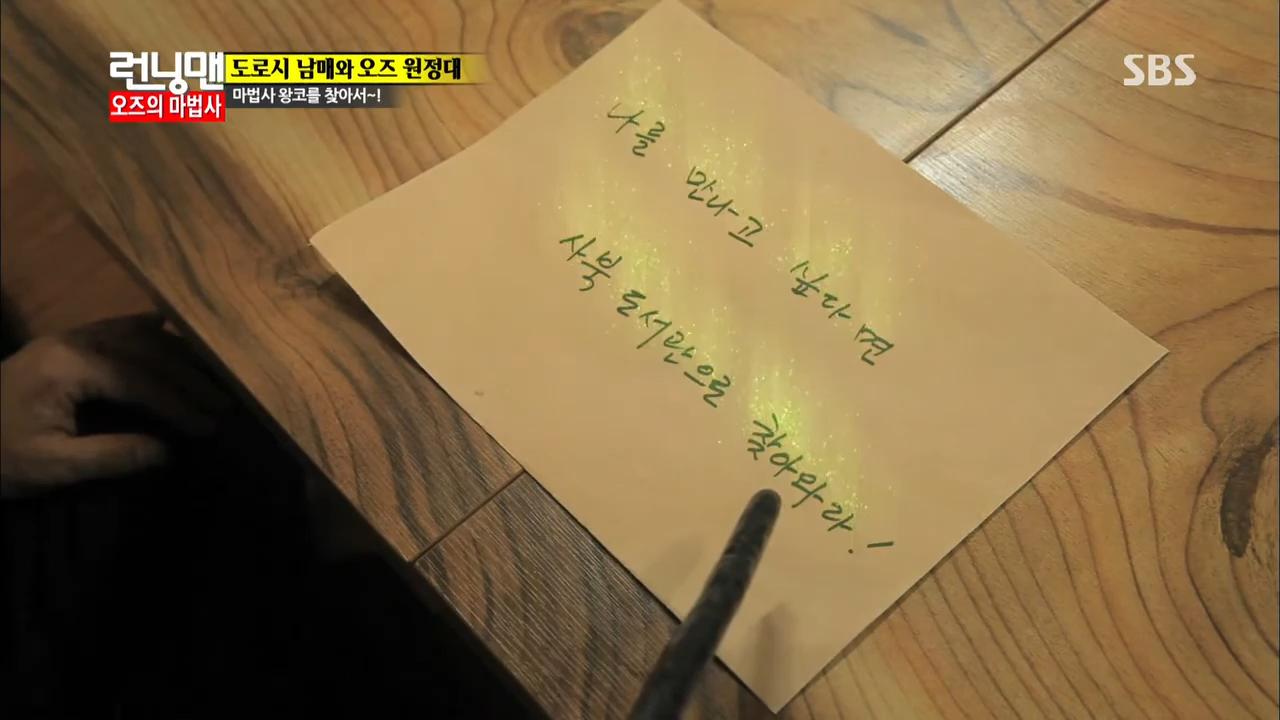 런닝맨
오즈의 마법사
도로시 남매와 오즈 원정대
마법사 왕코를 찾아서~!
SBS
나를 만나고 싶다면
사북 도서관으로 찾아와라.!